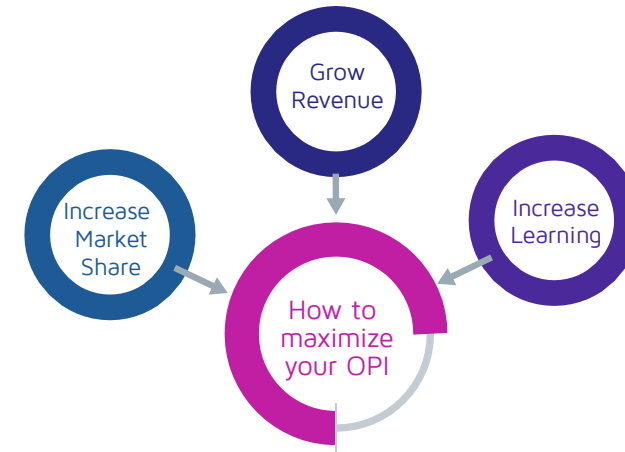 Grow
Revenue
Increase
Market
Share
Increase
Learning
How to
maximize
your OPI